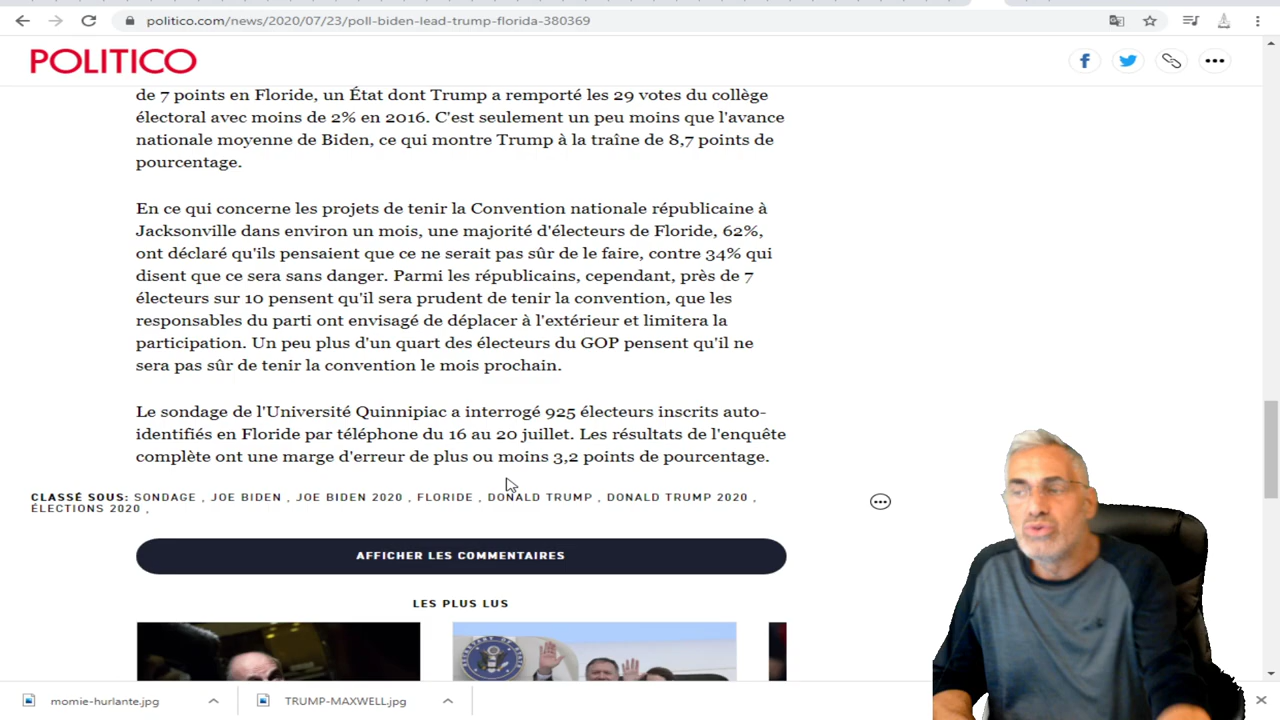 politico.com/news/2020/07/23/poll-biden-lead-trump-florida-380369
POLITICO
de 7 points en Floride, un État dont Trump a remporté les 29 votes du collège
électoral avec moins de 2% en 2016. C'est seulement un peu moins que l'avance
nationale moyenne de Biden, ce qui montre Trump à la traîne de 8,7 points de
pourcentage.
En ce qui concerne les projets de tenir la Convention nationale républicaine à
Jacksonville dans environ un mois, une majorité d'électeurs de Floride, 62%,
ont déclaré qu'ils pensaient que ce ne serait pas sûr de le faire, contre 34% qui
disent que ce sera sans danger. Parmi les républicains, cependant, près de 7
électeurs sur 10 pensent qu'il sera prudent de tenir la convention, que les
responsables du parti ont envisagé de déplacer à l'extérieur et limitera la
participation. Un peu plus d'un quart des électeurs du GOP pensent qu'il ne
sera pas sûr de tenir la convention le mois prochain.
Le sondage de l'Université Quinnipiac a interrogé 925 électeurs inscrits auto-
identifiés en Floride par téléphone du 16 au 20 juillet. Les résultats de l'enquête
complète ont une marge d'erreur de plus ou moins 3,2 points de pourcentage.
CLASSÉ SOUS: SONDAGE , JOE BIDEN , JOE BIDEN 2020 , FLORIDE , DONALD TRUMP , DONALD TRUMP 2020 ,
ÉLECTIONS 2020 ,
AFFICHER LES COMMENTAIRES
LES PLUS LUS
momie-hurlante.jpg
TRUMP-MAXWELL.jpg